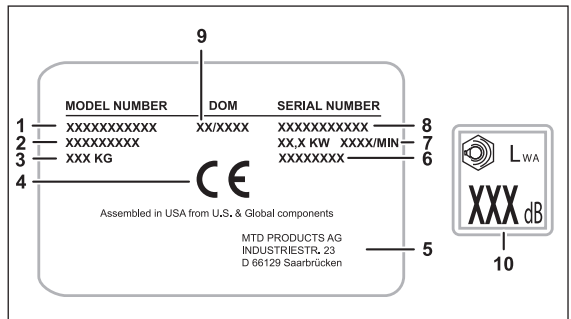 9
MODEL NUMBER DOM SERIAL NUMBER
1 XXXXXXXXXXX XX/XXXX XXXXXXXXXXX 8
2 XXXXXXXXX XX,X KW XXXX/MIN 7
3 XXX KG XXXXXXXX 6
4 CE
Assembled in USA from U.S. & Global components
MTD PRODUCTS AG
INDUSTRIESTR. 23 5
D 66129 Saarbrücken
LWA
XXX dB
10